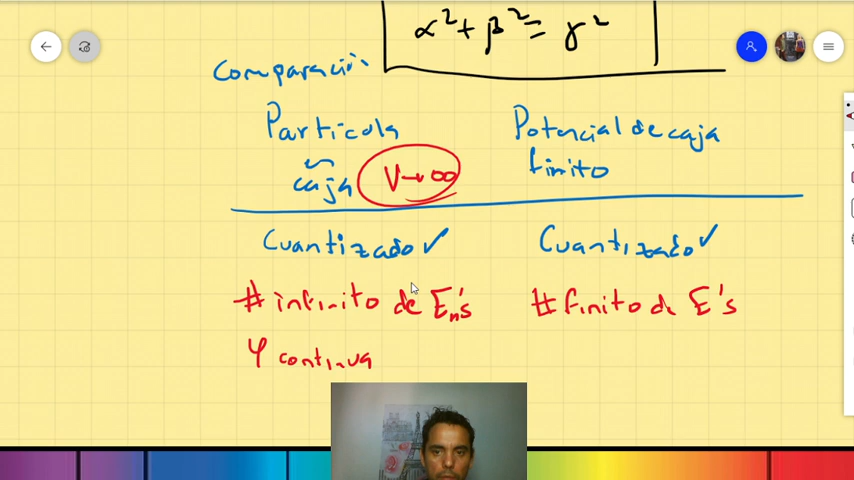 α² + β² = γ²
Comparación
Partícula en caja V→∞
Potencial de caja finito
Cuantizado ✓
Cuantizado ✓
# infinito de Eₙ's
# finito de E's
Ψ continua